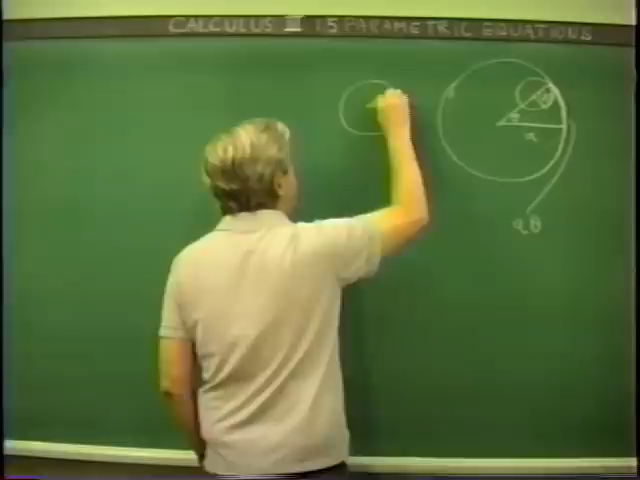 CALCULUS III 15 PARAMETRIC EQUATIONS
θ
a
aθ